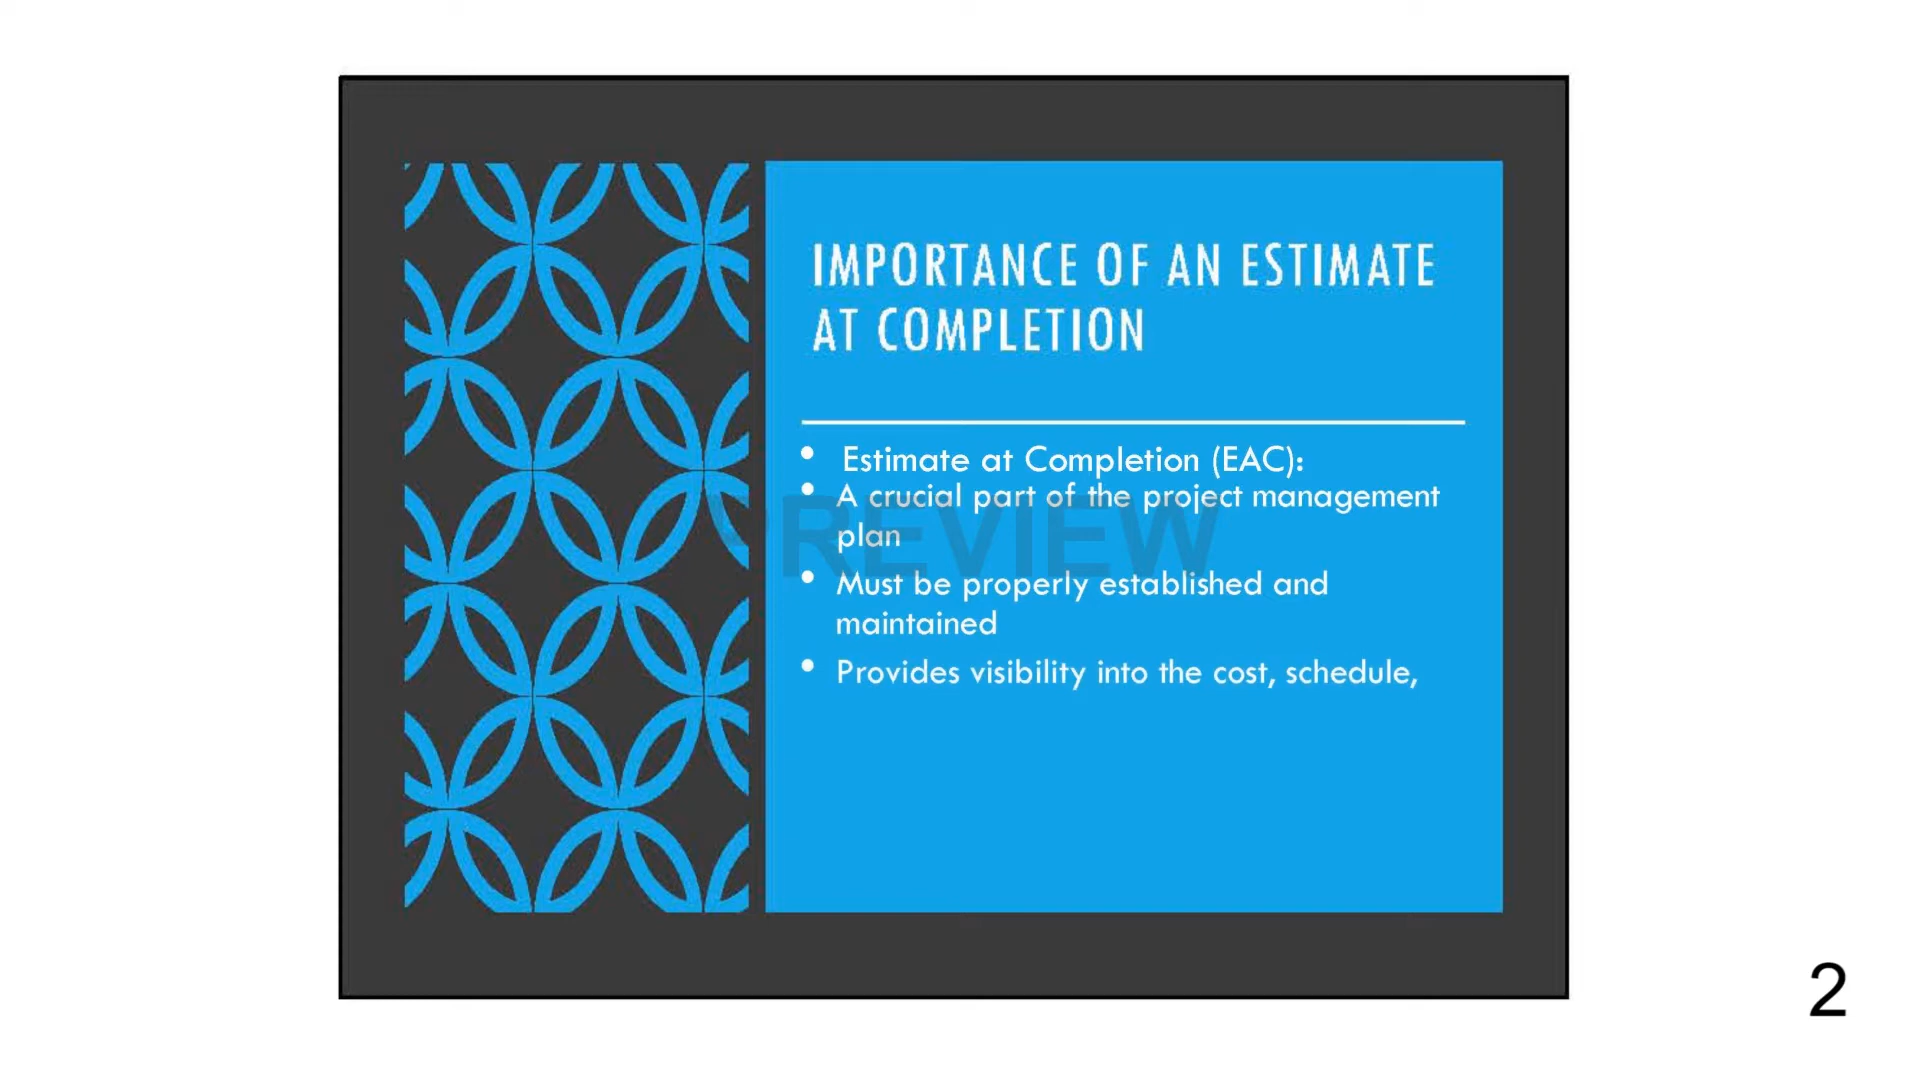 IMPORTANCE OF AN ESTIMATE
AT COMPLETION
• Estimate at Completion (EAC):
• A crucial part of the project management
plan
PREVIEW
• Must be properly established and
maintained
• Provides visibility into the cost, schedule,
2